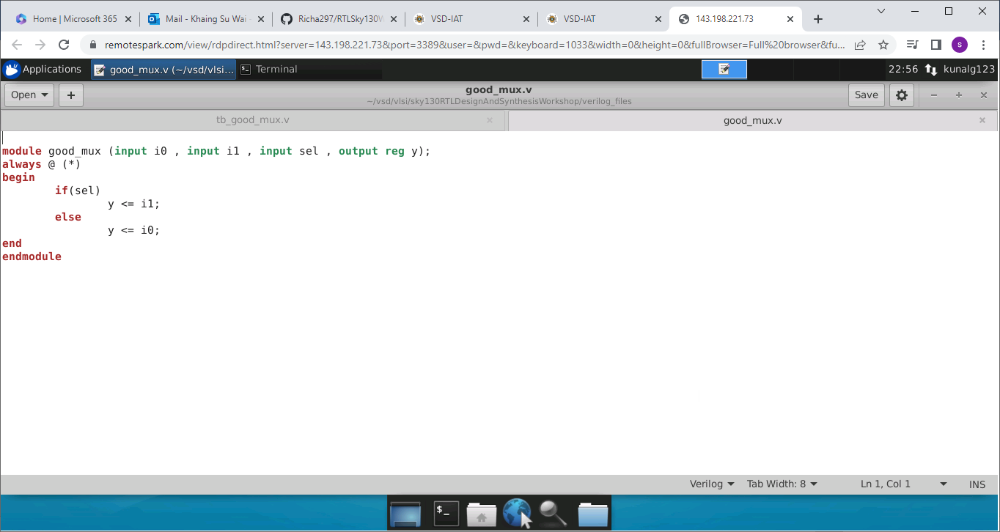 Home | Microsoft 365
Mail - Khaing Su Wai -
Richa297/RTLSky130W
VSD-IAT
VSD-IAT
143.198.221.73
remotespark.com/view/rdpdirect.html?server=143.198.221.73&port=3389&user=&pwd=&keyboard=1033&width=0&height=0&fullBrowser=Full%20browser&fu...
s
Applications
good_mux.v (~/vsd/vlsi...
Terminal
22:56
kunalg123
Open
good_mux.v
~/vsd/vlsi/sky130RTLDesignAndSynthesisWorkshop/verilog_files
Save
tb_good_mux.v
good_mux.v
module good_mux (input i0 , input i1 , input sel , output reg y);
always @ (*)
begin
	if(sel)
		y <= i1;
	else
		y <= i0;
end
endmodule
Verilog
Tab Width: 8
Ln 1, Col 1
INS